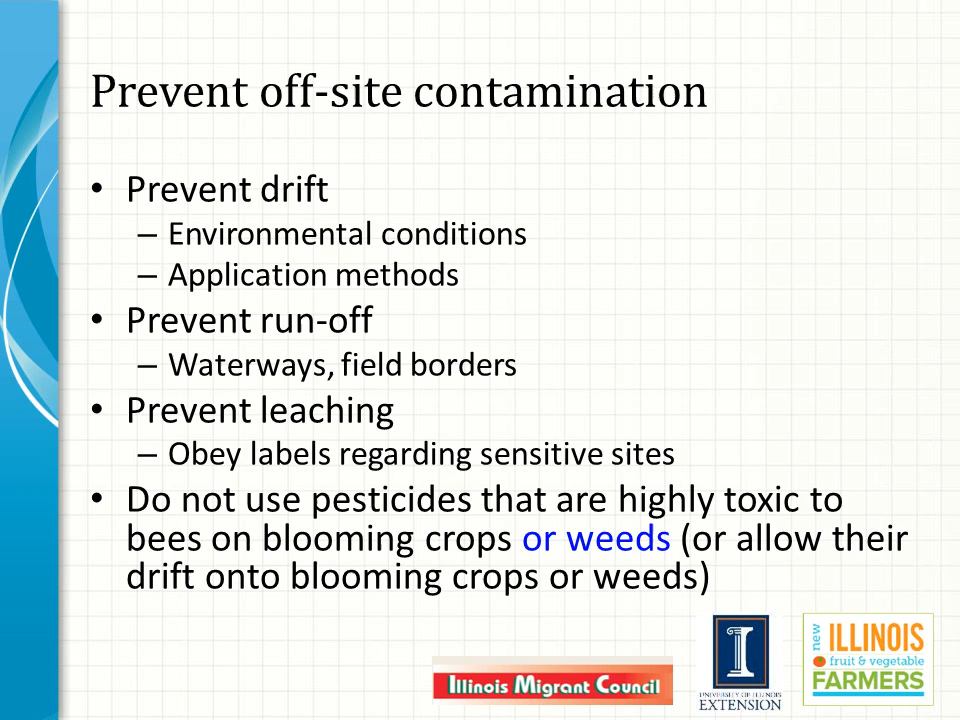 Prevent off-site contamination
• Prevent drift
– Environmental conditions
– Application methods
• Prevent run-off
– Waterways, field borders
• Prevent leaching
– Obey labels regarding sensitive sites
• Do not use pesticides that are highly toxic to
bees on blooming crops or weeds (or allow their
drift onto blooming crops or weeds)
Illinois Migrant Council
I
UNIVERSITY OF ILLINOIS
EXTENSION
new
ILLINOIS
fruit & vegetable
FARMERS